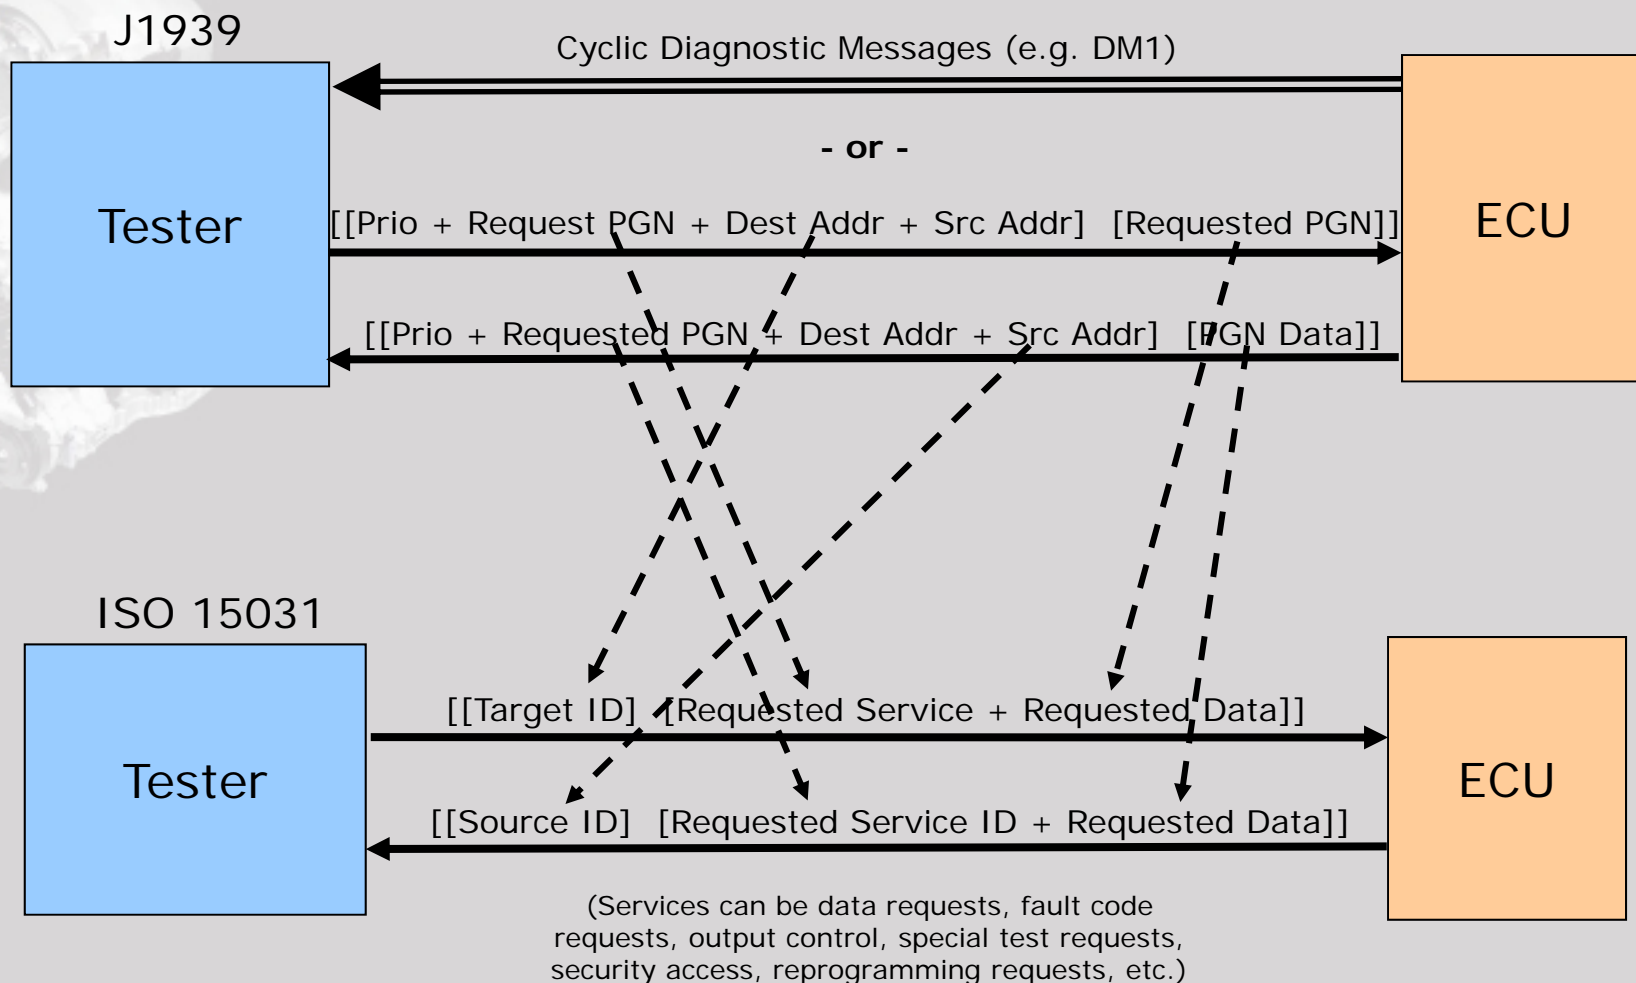 J1939
Cyclic Diagnostic Messages (e.g. DM1)
- or -
Tester
[[Prio + Request PGN + Dest Addr + Src Addr]  [Requested PGN]]
ECU
[[Prio + Requested PGN + Dest Addr + Src Addr]  [PGN Data]]
ISO 15031
[[Target ID]  [Requested Service + Requested Data]]
Tester
ECU
[[Source ID]  [Requested Service ID + Requested Data]]
(Services can be data requests, fault code
requests, output control, special test requests,
security access, reprogramming requests, etc.)